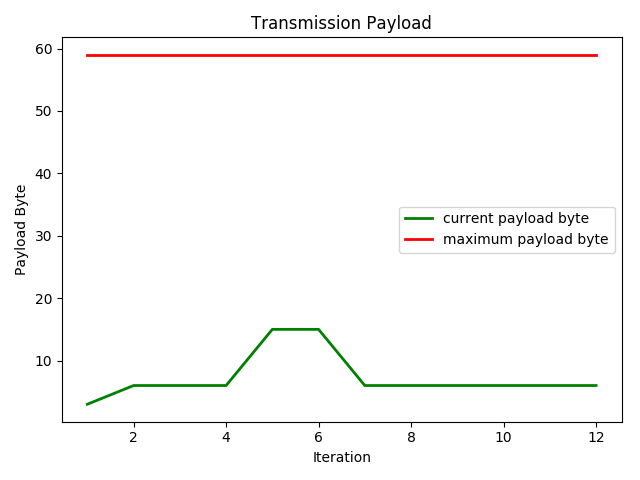 Transmission Payload
Payload Byte
60
50
40
30
20
10
current payload byte
maximum payload byte
2 4 6 8 10 12
Iteration